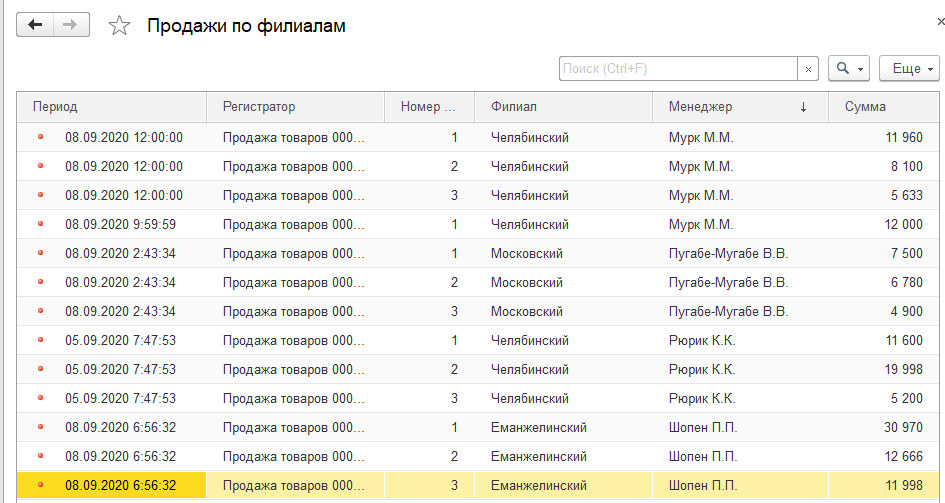 Продажи по филиалам
Поиск (Ctrl+F) × Еще
Период Регистратор Номер ... Филиал Менеджер ↓ Сумма
08.09.2020 12:00:00 Продажа товаров 000... 1 Челябинский Мурк М.М. 11 960
08.09.2020 12:00:00 Продажа товаров 000... 2 Челябинский Мурк М.М. 8 100
08.09.2020 12:00:00 Продажа товаров 000... 3 Челябинский Мурк М.М. 5 633
08.09.2020 9:59:59 Продажа товаров 000... 1 Челябинский Мурк М.М. 12 000
08.09.2020 2:43:34 Продажа товаров 000... 1 Московский Пугабе-Мугабе В.В. 7 500
08.09.2020 2:43:34 Продажа товаров 000... 2 Московский Пугабе-Мугабе В.В. 6 780
08.09.2020 2:43:34 Продажа товаров 000... 3 Московский Пугабе-Мугабе В.В. 4 900
05.09.2020 7:47:53 Продажа товаров 000... 1 Челябинский Рюрик К.К. 11 600
05.09.2020 7:47:53 Продажа товаров 000... 2 Челябинский Рюрик К.К. 19 998
05.09.2020 7:47:53 Продажа товаров 000... 3 Челябинский Рюрик К.К. 5 200
08.09.2020 6:56:32 Продажа товаров 000... 1 Еманжелинский Шопен П.П. 30 970
08.09.2020 6:56:32 Продажа товаров 000... 2 Еманжелинский Шопен П.П. 12 666
08.09.2020 6:56:32 Продажа товаров 000... 3 Еманжелинский Шопен П.П. 11 998